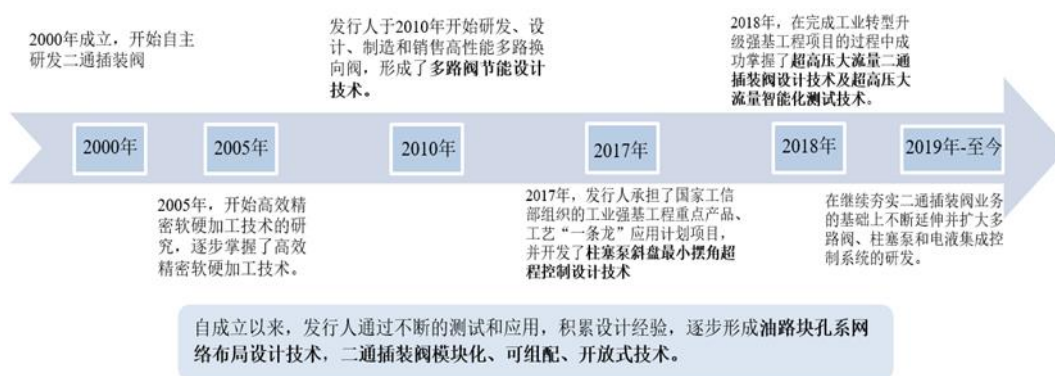 2000年成立，开始自主
研发二通插装阀
发行人于2010年开始研发、设
计、制造和销售高性能多路换
向阀，形成了多路阀节能设计
技术。
2018年，在完成工业转型升
级强基工程项目的过程中成
功掌握了超高压大流量二通
插装阀设计技术及超高压大
流量智能化测试技术。
2000年
2005年
2010年
2017年
2018年
2019年-至今
2005年，开始高效精
密软硬加工技术的研
究，逐步掌握了高效
精密软硬加工技术。
2017年，发行人承担了国家工信
部组织的工业强基工程重点产品、
工艺“一条龙”应用计划项目，
并开发了柱塞泵斜盘最小摆角超
程控制设计技术
在继续夯实二通插装阀业务
的基础上不断延伸并扩大多
路阀、柱塞泵和电液集成控
制系统的研发。
自成立以来，发行人通过不断的测试和应用，积累设计经验，逐步形成油路块孔系网
络布局设计技术，二通插装阀模块化、可组配、开放式技术。